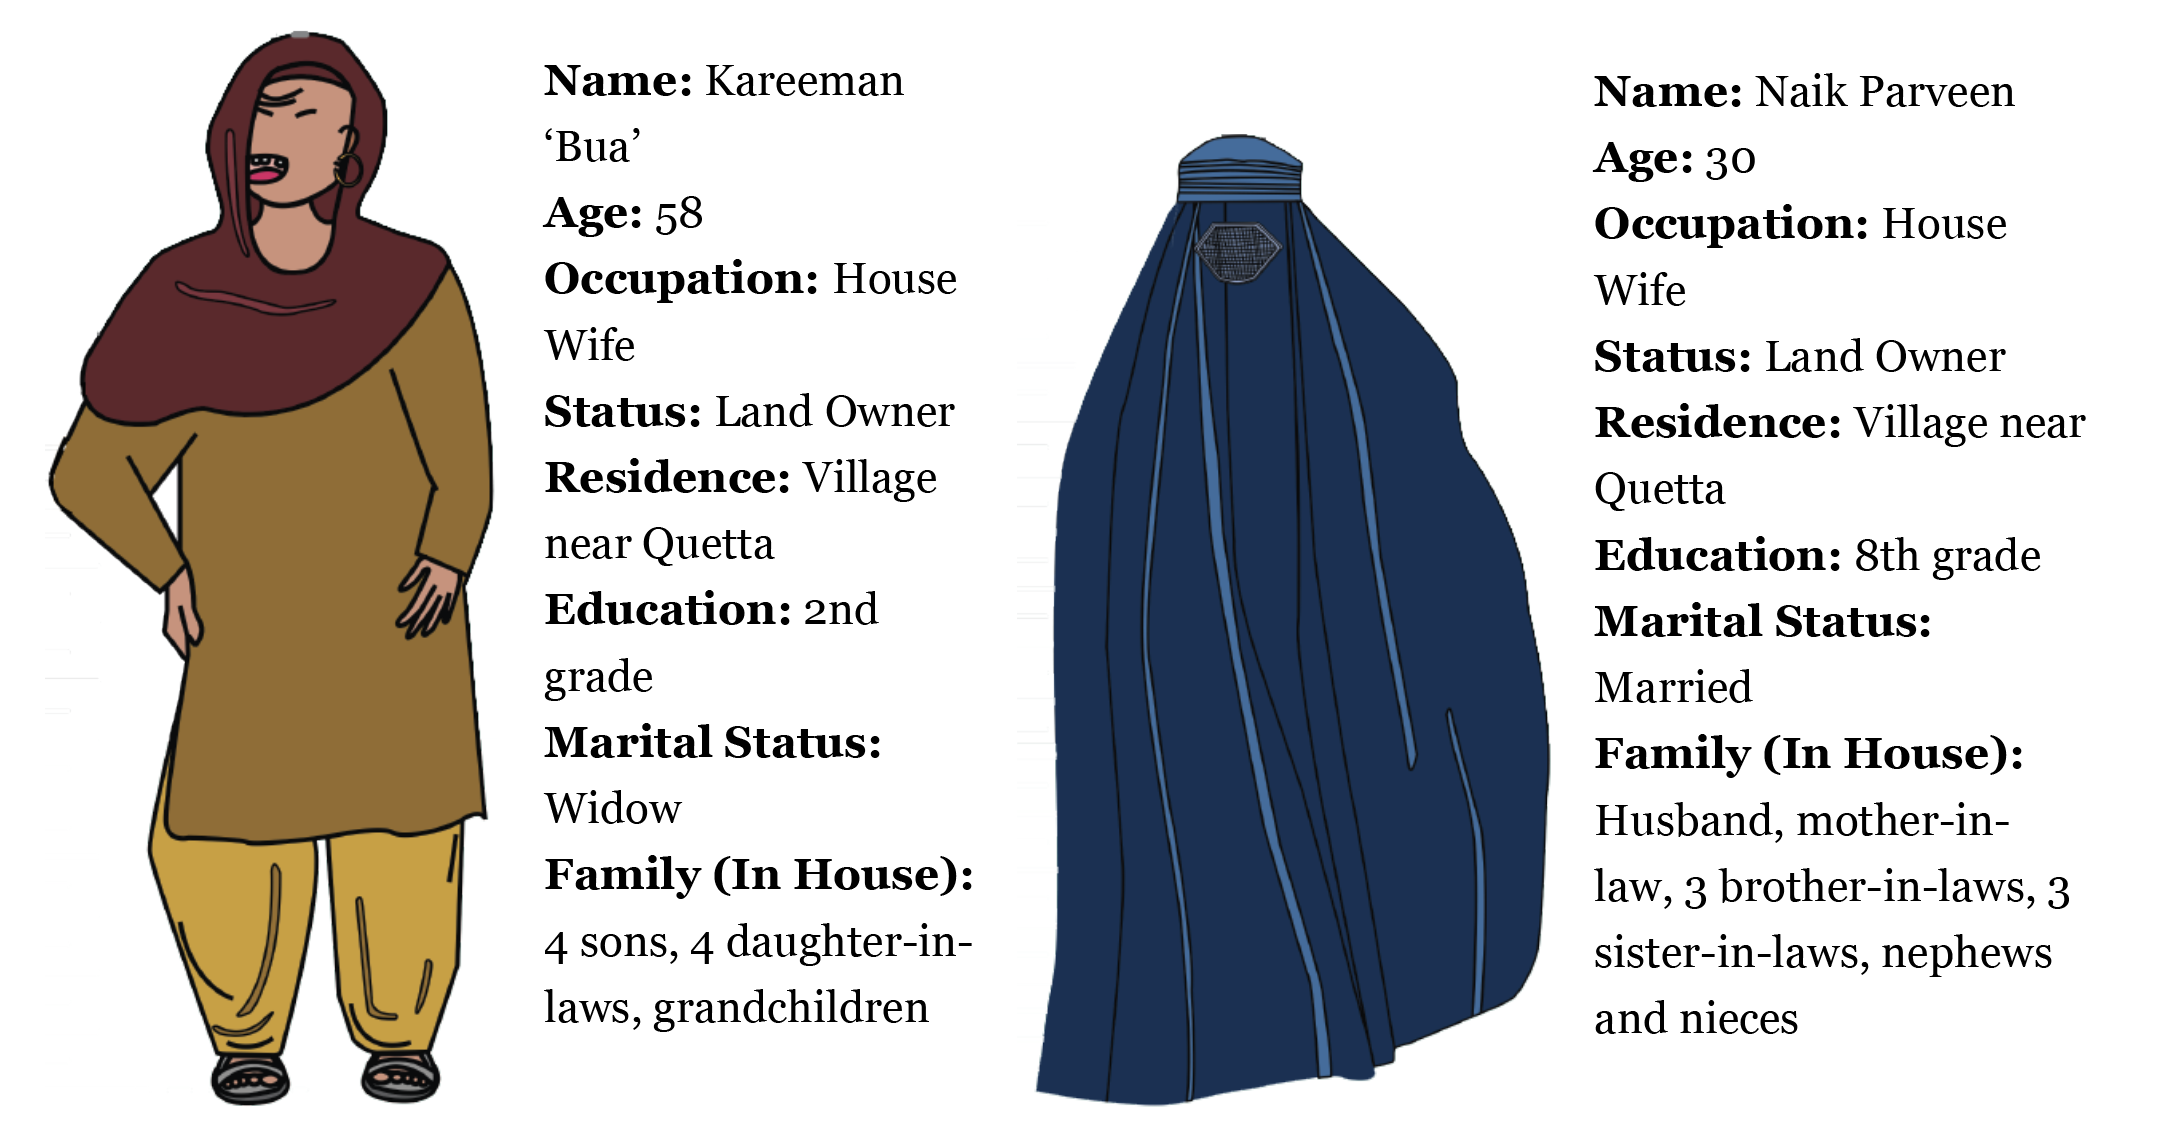 Name: Kareeman
‘Bua’
Age: 58
Occupation: House
Wife
Status: Land Owner
Residence: Village
near Quetta
Education: 2nd
grade
Marital Status:
Widow
Family (In House):
4 sons, 4 daughter-in-
laws, grandchildren
Name: Naik Parveen
Age: 30
Occupation: House
Wife
Status: Land Owner
Residence: Village near
Quetta
Education: 8th grade
Marital Status:
Married
Family (In House):
Husband, mother-in-
law, 3 brother-in-laws, 3
sister-in-laws, nephews
and nieces